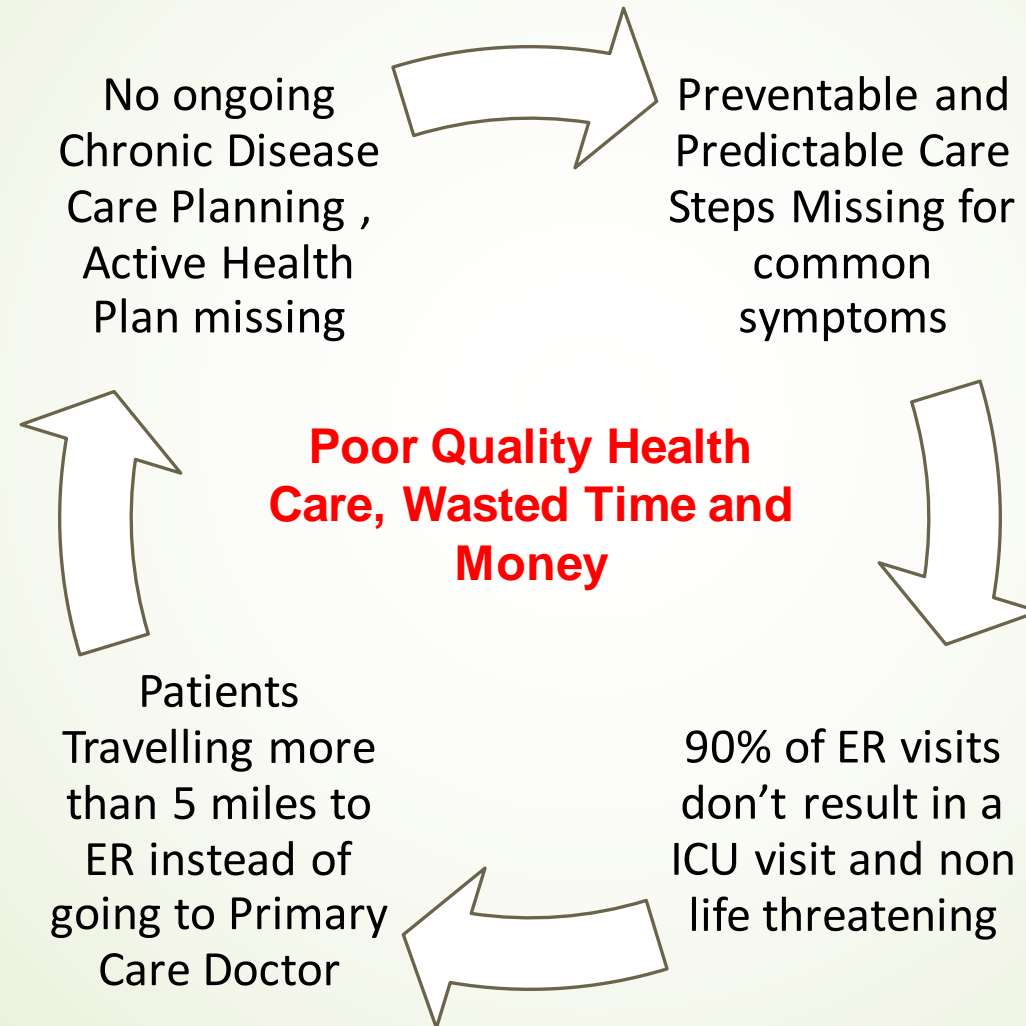 No ongoing
Chronic Disease
Care Planning ,
Active Health
Plan missing
Preventable and
Predictable Care
Steps Missing for
common
symptoms
Poor Quality Health
Care, Wasted Time and
Money
Patients
Travelling more
than 5 miles to
ER instead of
going to Primary
Care Doctor
90% of ER visits
don’t result in a
ICU visit and non
life threatening